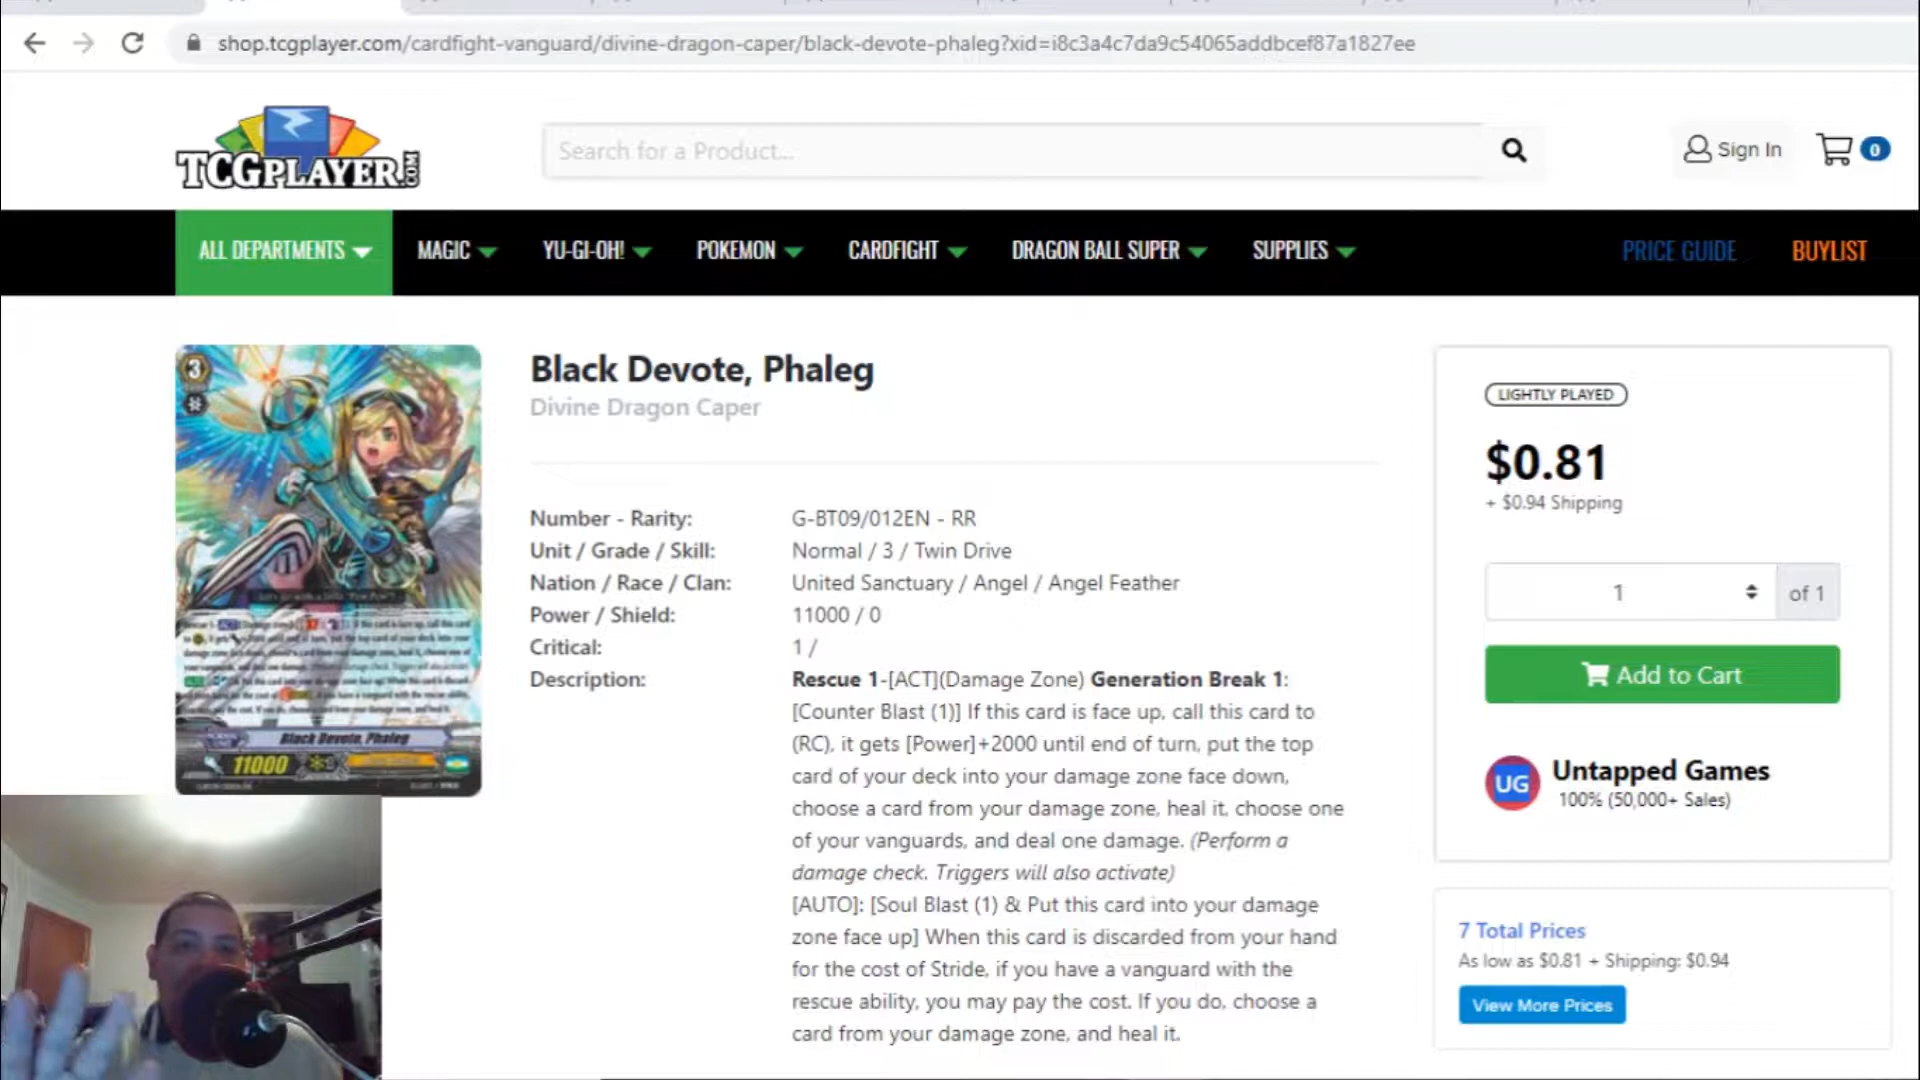 shop.tcgplayer.com/cardfight-vanguard/divine-dragon-caper/black-devote-phaleg?xid=i8c3a4c7da9c54065addbcef87a1827ee
TCGPLAYER.COM
Search for a Product...
Sign In
0
ALL DEPARTMENTS
MAGIC
YU-GI-OH!
POKEMON
CARDFIGHT
DRAGON BALL SUPER
SUPPLIES
PRICE GUIDE
BUYLIST
3
Black Devote, Phaleg
11000
Black Devote, Phaleg
Divine Dragon Caper
Number - Rarity: G-BT09/012EN - RR
Unit / Grade / Skill: Normal / 3 / Twin Drive
Nation / Race / Clan: United Sanctuary / Angel / Angel Feather
Power / Shield: 11000 / 0
Critical: 1 /
Description: Rescue 1-[ACT](Damage Zone) Generation Break 1:
[Counter Blast (1)] If this card is face up, call this card to
(RC), it gets [Power]+2000 until end of turn, put the top
card of your deck into your damage zone face down,
choose a card from your damage zone, heal it, choose one
of your vanguards, and deal one damage. (Perform a
damage check. Triggers will also activate)
[AUTO]: [Soul Blast (1) & Put this card into your damage
zone face up] When this card is discarded from your hand
for the cost of Stride, if you have a vanguard with the
rescue ability, you may pay the cost. If you do, choose a
card from your damage zone, and heal it.
LIGHTLY PLAYED
$0.81
+ $0.94 Shipping
1
of 1
Add to Cart
UG
Untapped Games
100% (50,000+ Sales)
7 Total Prices
As low as $0.81 + Shipping: $0.94
View More Prices